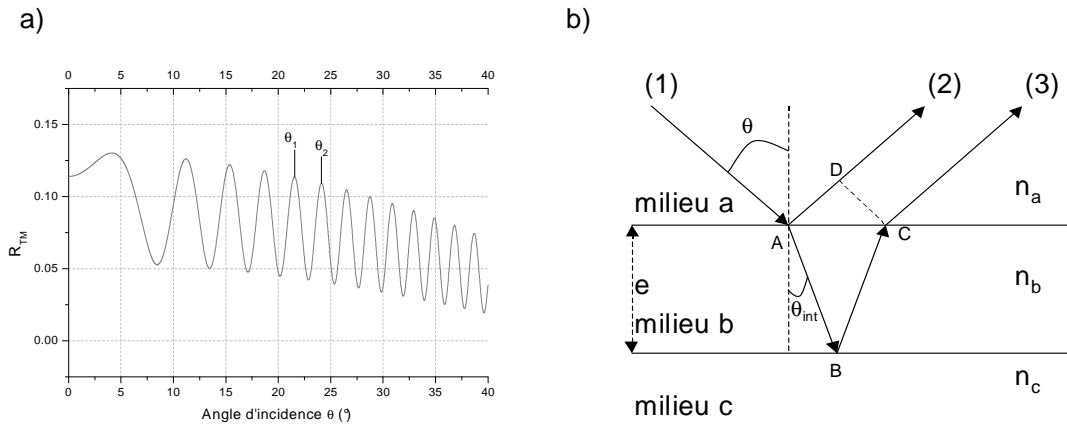 a)
0 5 10 15 20 25 30 35 40
0.15
0.10
0.05
0.00
R_TM
θ_1
θ_2
0 5 10 15 20 25 30 35 40
Angle d'incidence θ (°)
b)
(1) (2) (3)
θ
D
milieu a n_a
A C
e θ_int n_b
milieu b
B
milieu c n_c